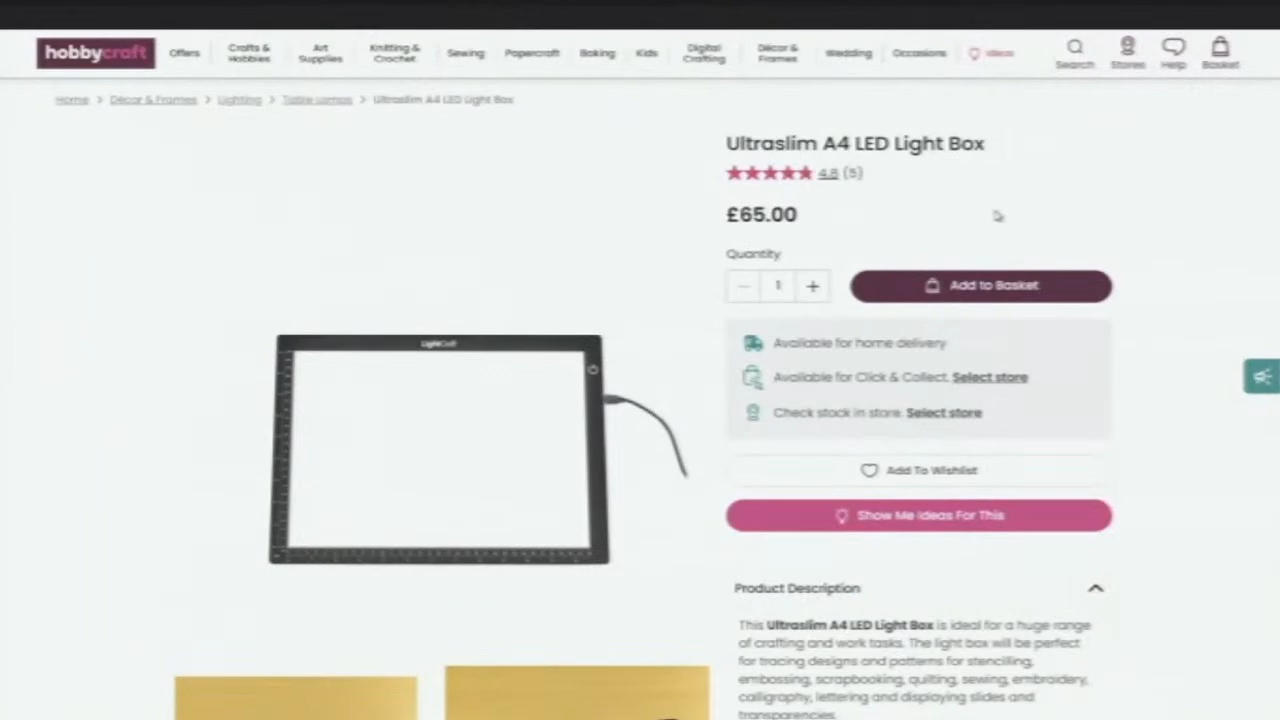 hobbycraft
Offers
Crafts &
Hobbies
Art
Supplies
Knitting &
Crochet
Sewing
Papercraft
Baking
Kids
Digital
Crafting
Décor &
Frames
Wedding
Occasions
Ideas
Search
Stores
Help
Basket
Home > Décor & Frames > Lighting > Table Lamps > Ultraslim A4 LED Light Box
Ultraslim A4 LED Light Box
4.8 (5)
£65.00
Quantity
1
Add to Basket
LightCraft
Available for home delivery
Available for Click & Collect. Select store
Check stock in store. Select store
Add To Wishlist
Show Me Ideas For This
Product Description
This Ultraslim A4 LED Light Box is ideal for a huge range
of crafting and work tasks. The light box will be perfect
for tracing designs and patterns for stencilling,
embossing, scrapbooking, quilting, sewing, embroidery,
calligraphy, lettering and displaying slides and
transparencies.